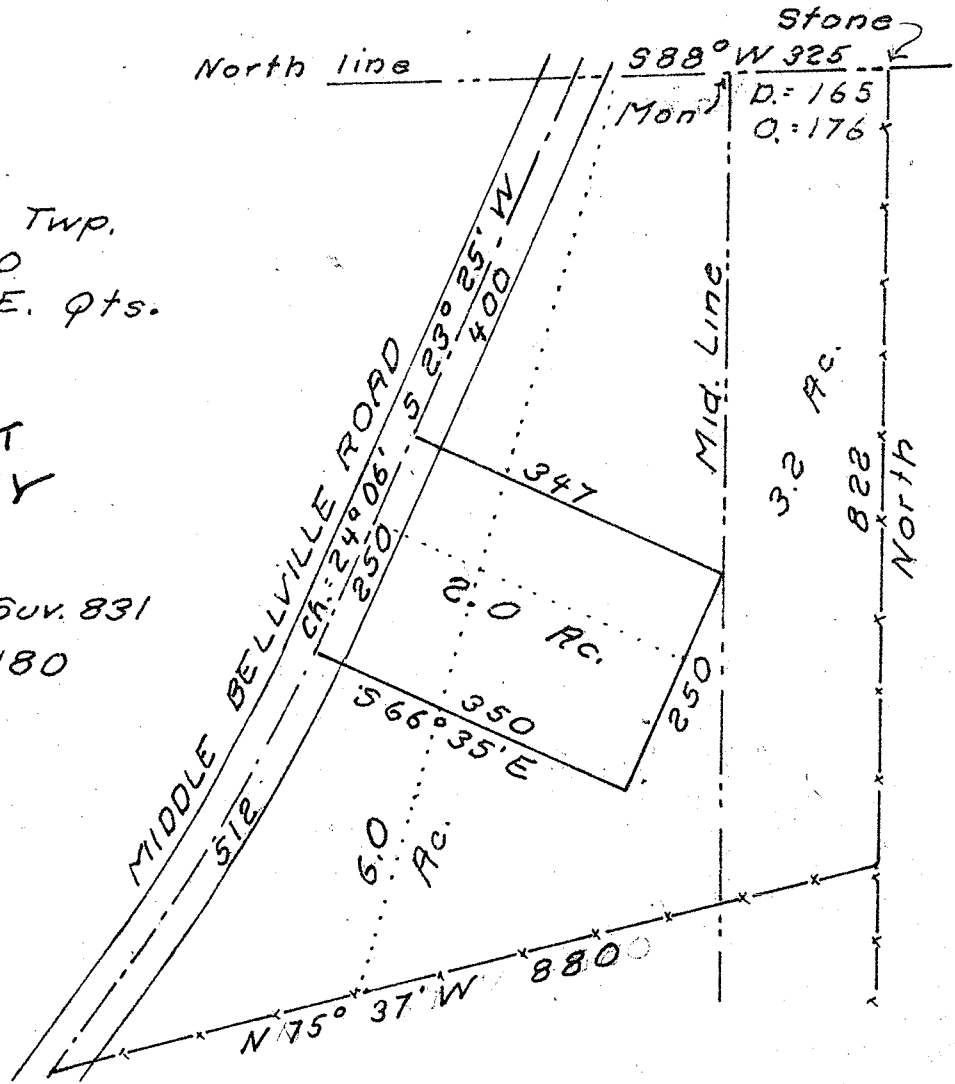 Stone
North line
S 88° W 325
Mon
D.= 165
O.= 176
Twp.
O
E. Qts.
T
Y
Suv. 831
180
MIDDLE BELLVILLE ROAD
S 23° 25' W
400
Ch.= 24° 06'
250
347
Mid. Line
3.2 Ac.
822
North
2.0 Ac.
250
350
S 66° 35' E
512
6.0 Ac.
N 75° 37' W 880